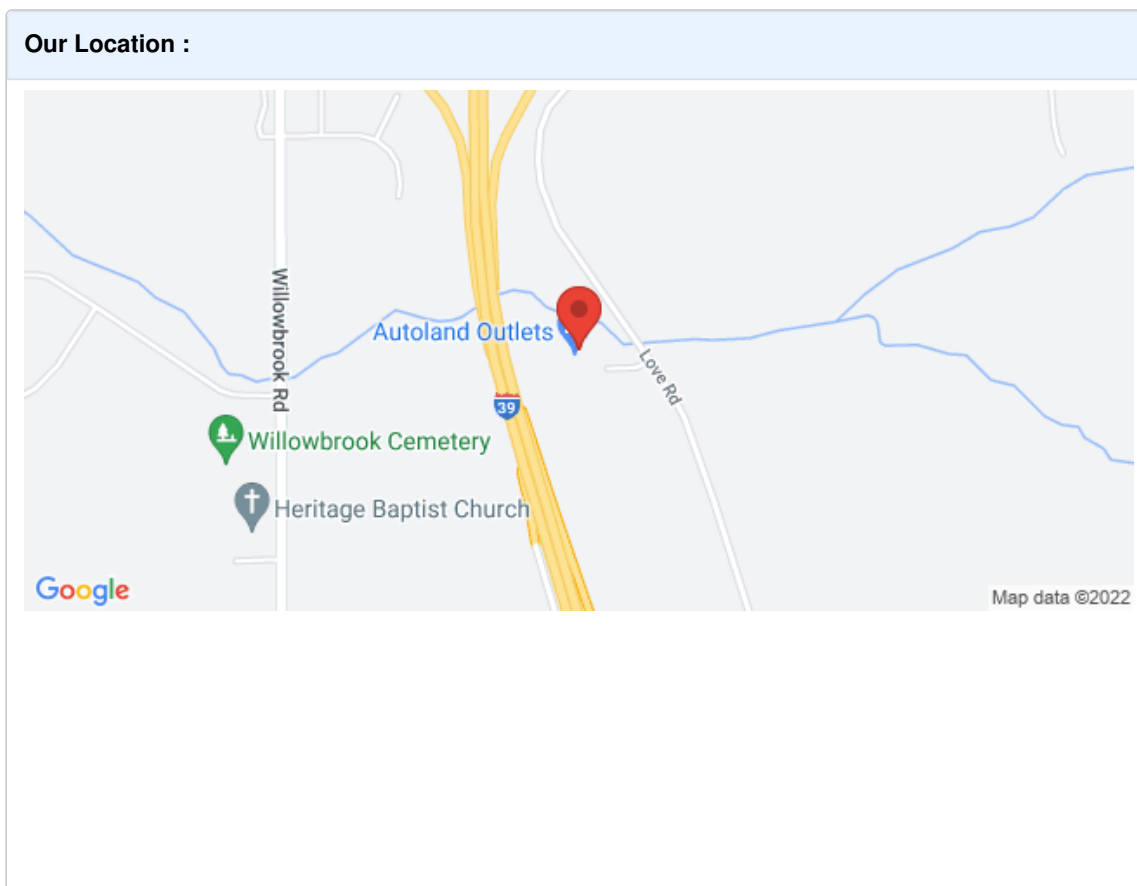 Our Location :
Willowbrook Rd
Autoland Outlets
Love Rd
39
Willowbrook Cemetery
Heritage Baptist Church
Google
Map data ©2022